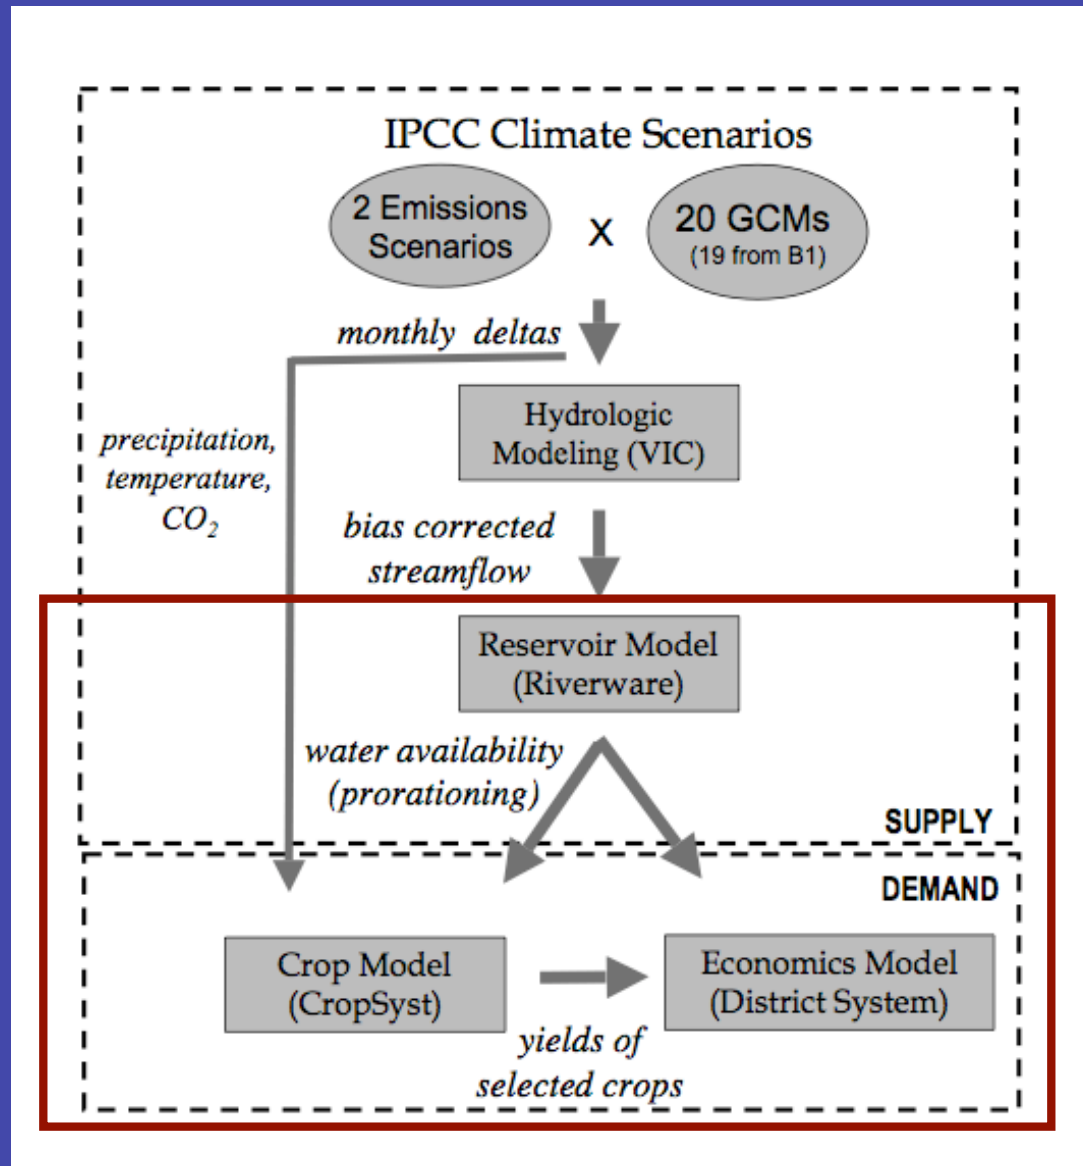 IPCC Climate Scenarios
2 Emissions
Scenarios
X
20 GCMs
(19 from B1)
monthly deltas
precipitation,
temperature,
CO₂
Hydrologic
Modeling (VIC)
bias corrected
streamflow
Reservoir Model
(Riverware)
water availability
(prorationing)
SUPPLY
DEMAND
Crop Model
(CropSyst)
Economics Model
(District System)
yields of
selected crops